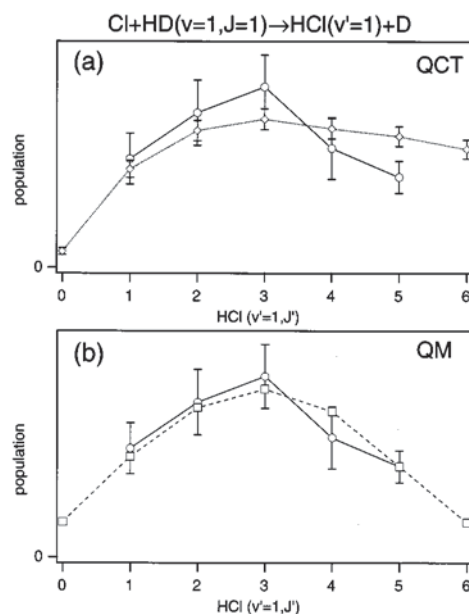 Cl+HD(v=1,J=1)→HCl(v'=1)+D
(a)
QCT
population
0
0 1 2 3 4 5 6
HCl (v'=1,J')
(b)
QM
population
0
0 1 2 3 4 5 6
HCl (v'=1,J')